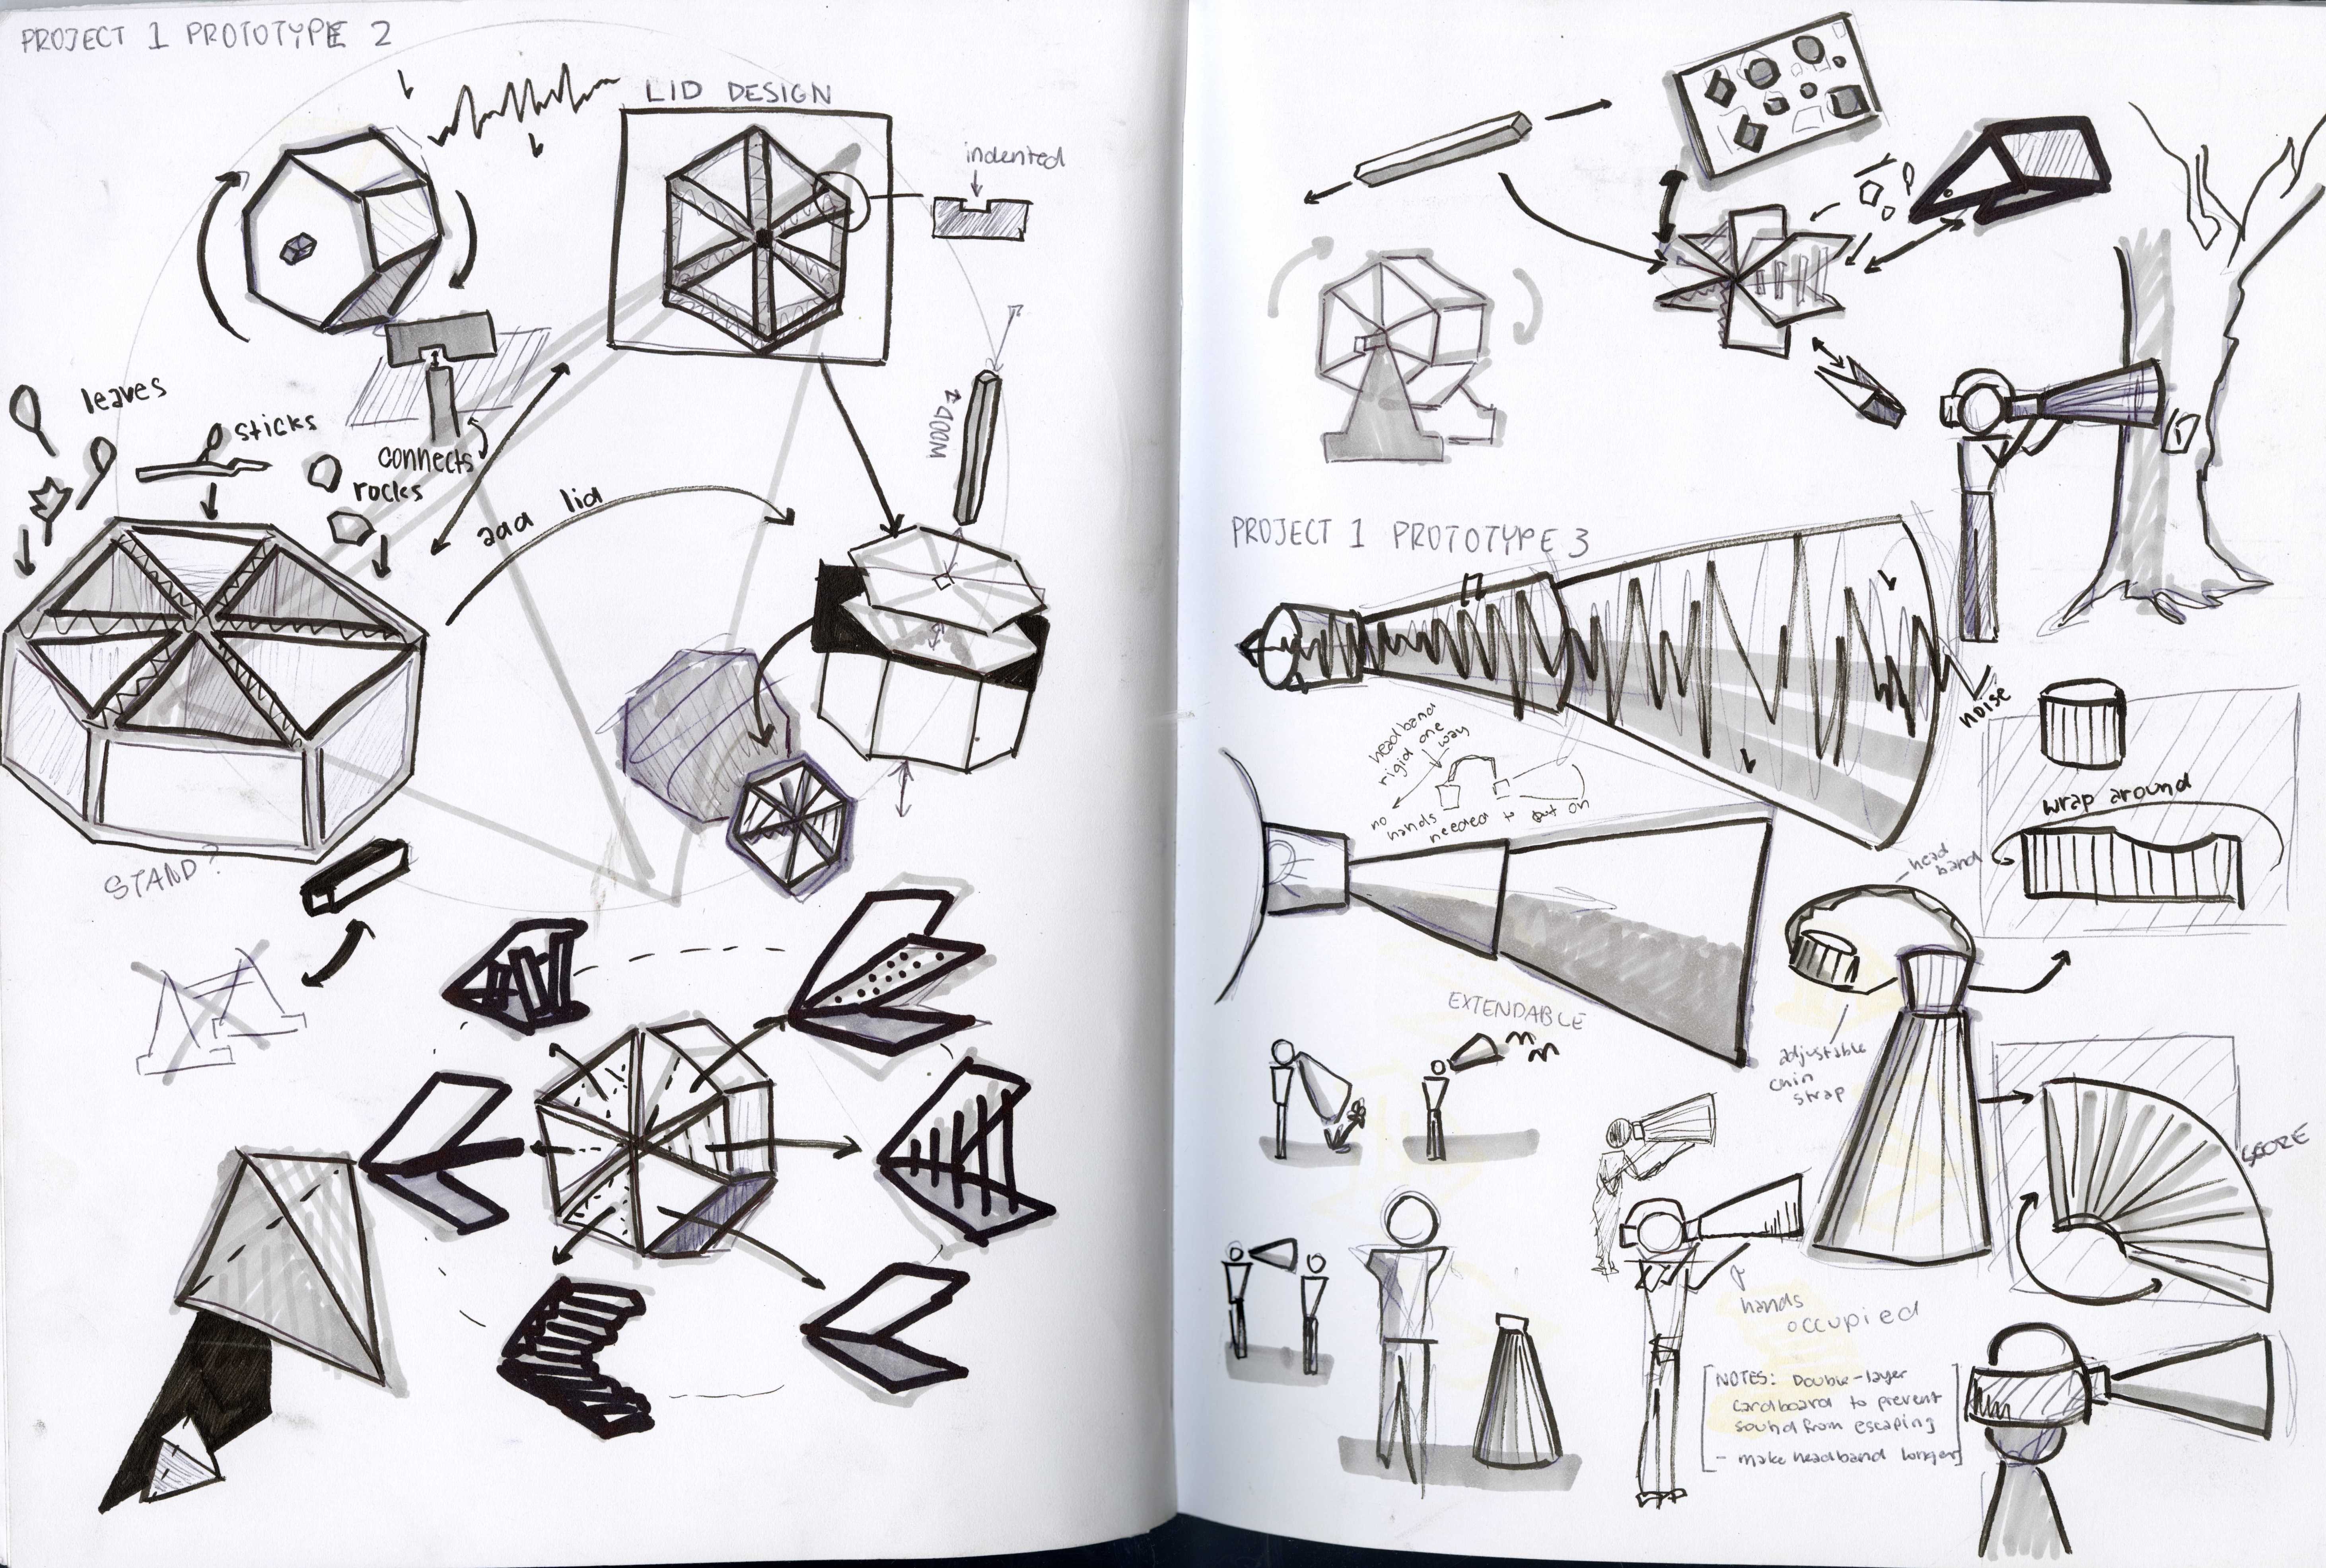 PROJECT 1 PROTOTYPE 2
LID DESIGN
indented
leaves
sticks
connects
rocks
WOOD
add lid
STAND?
PROJECT 1 PROTOTYPE 3
noise
headband
rigid one
way
no
hands
needed to put on
wrap around
head
band
EXTENDABLE
adjustable
chin
strap
SCORE
hands
occupied
NOTES: Double-layer
cardboard to prevent
sound from escaping
- make headband longer